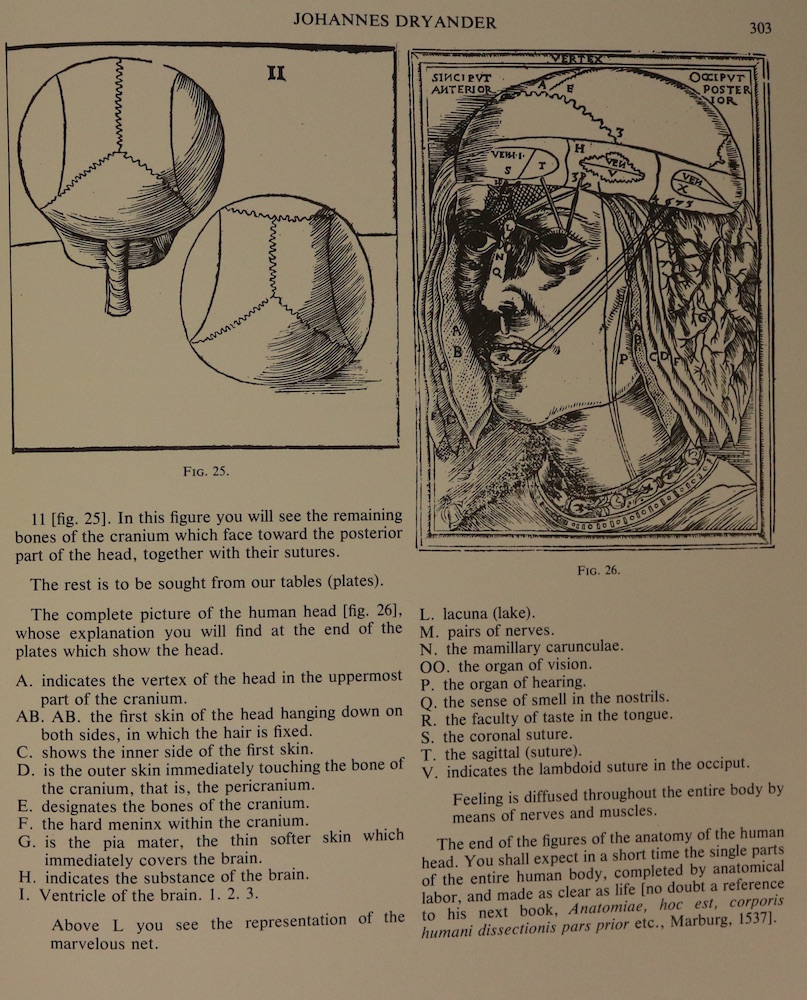 JOHANNES DRYANDER
303
II
FIG. 25.
VERTEX
SINCIPVT
ANTERIOR
OCCIPVT
POSTER
IOR
A
E
3
H
VEN·I·
S
T
VEN
V
VEN
X
L
N
Q
R
A
B
P
A
B
C D F
G
FIG. 26.
11 [fig. 25]. In this figure you will see the remaining
bones of the cranium which face toward the posterior
part of the head, together with their sutures.
The rest is to be sought from our tables (plates).
The complete picture of the human head [fig. 26],
whose explanation you will find at the end of the
plates which show the head.
A. indicates the vertex of the head in the uppermost
part of the cranium.
AB. AB. the first skin of the head hanging down on
both sides, in which the hair is fixed.
C. shows the inner side of the first skin.
D. is the outer skin immediately touching the bone of
the cranium, that is, the pericranium.
E. designates the bones of the cranium.
F. the hard meninx within the cranium.
G. is the pia mater, the thin softer skin which
immediately covers the brain.
H. indicates the substance of the brain.
I. Ventricle of the brain. 1. 2. 3.
Above L you see the representation of the
marvelous net.
L. lacuna (lake).
M. pairs of nerves.
N. the mamillary carunculae.
OO. the organ of vision.
P. the organ of hearing.
Q. the sense of smell in the nostrils.
R. the faculty of taste in the tongue.
S. the coronal suture.
T. the sagittal (suture).
V. indicates the lambdoid suture in the occiput.
Feeling is diffused throughout the entire body by
means of nerves and muscles.
The end of the figures of the anatomy of the human
head. You shall expect in a short time the single parts
of the entire human body, completed by anatomical
labor, and made as clear as life [no doubt a reference
to his next book, Anatomiae, hoc est, corporis
humani dissectionis pars prior etc., Marburg, 1537].